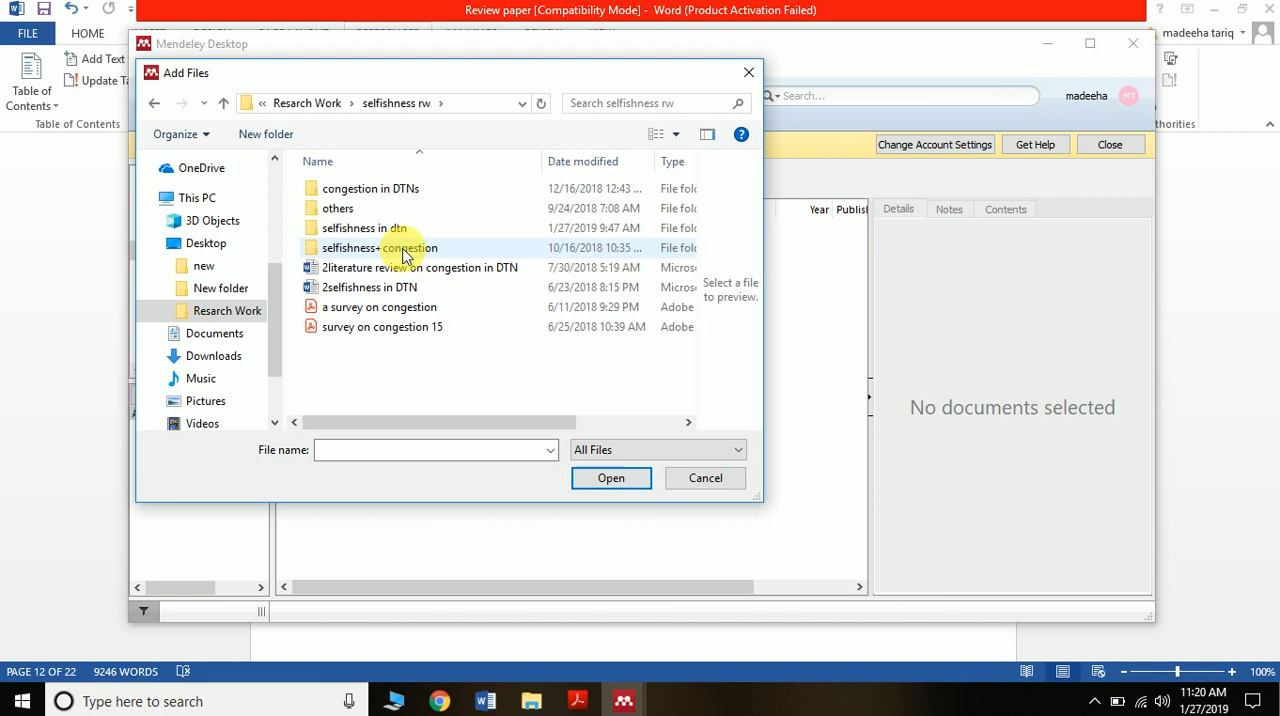 Review paper [Compatibility Mode] - Word (Product Activation Failed)
FILE
HOME
madeeha tariq
Add Text
Update Ta
Table of
Contents
Table of Contents
Mendeley Desktop
Search...
madeeha
MT
Change Account Settings
Get Help
Close
Year
Publis
Details
Notes
Contents
No documents selected
Add Files
« Resarch Work > selfishness rw >
Search selfishness rw
Organize
New folder
Name
Date modified
Type
OneDrive
This PC
3D Objects
Desktop
new
New folder
Resarch Work
Documents
Downloads
Music
Pictures
Videos
congestion in DTNs 12/16/2018 12:43 ... File fold
others 9/24/2018 7:08 AM File fold
selfishness in dtn 1/27/2019 9:47 AM File fold
selfishness+congestion 10/16/2018 10:35 ... File fold
2literature review on congestion in DTN 7/30/2018 5:19 AM Micros
2selfishness in DTN 6/23/2018 8:15 PM Micros
a survey on congestion 6/11/2018 9:29 PM Adobe
survey on congestion 15 6/25/2018 10:39 AM Adobe
Select a file
to preview.
File name:
All Files
Open
Cancel
PAGE 12 OF 22
9246 WORDS
100%
Type here to search
11:20 AM
1/27/2019